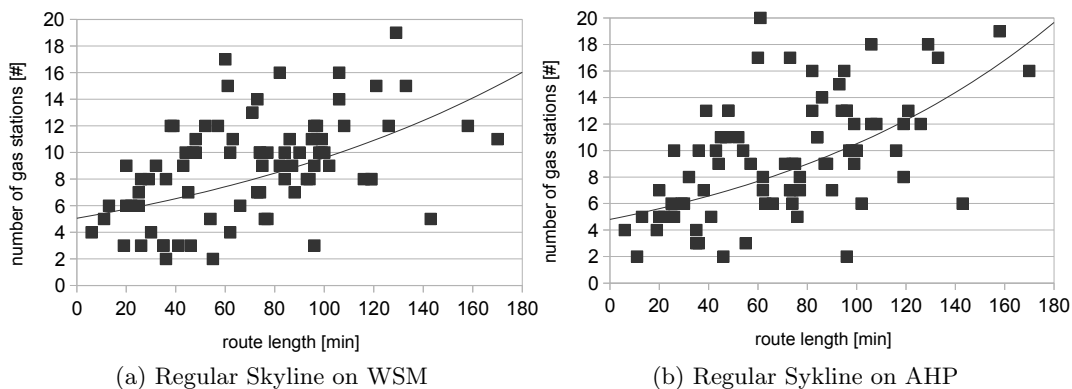 number of gas stations [#]
20
18
16
14
12
10
8
6
4
2
0
0 20 40 60 80 100 120 140 160 180
route length [min]
(a) Regular Skyline on WSM
number of gas stations [#]
20
18
16
14
12
10
8
6
4
2
0
0 20 40 60 80 100 120 140 160 180
route length [min]
(b) Regular Sykline on AHP